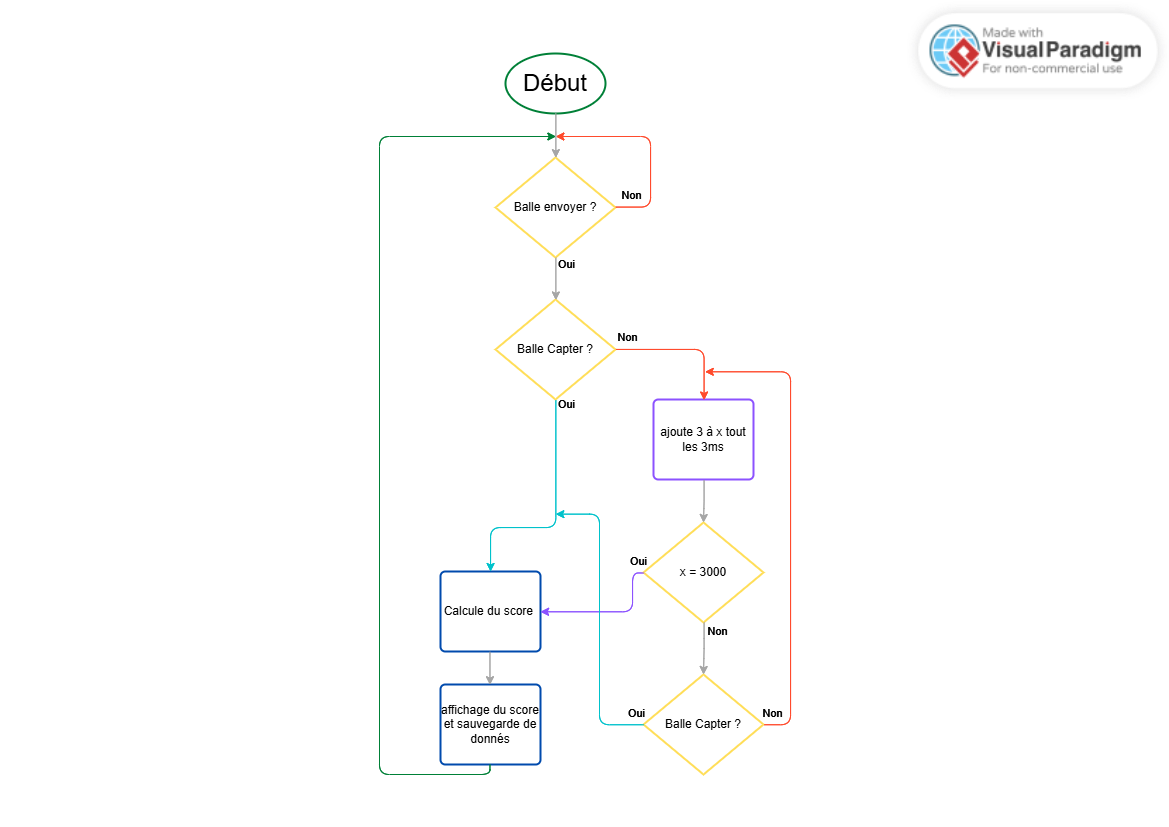 Made with
Visual Paradigm
For non-commercial use
Début
Non
Balle envoyer ?
Oui
Non
Balle Capter ?
Oui
ajoute 3 à x tout
les 3ms
Oui
x = 3000
Calcule du score
Non
affichage du score
et sauvegarde de
donnés
Oui
Non
Balle Capter ?